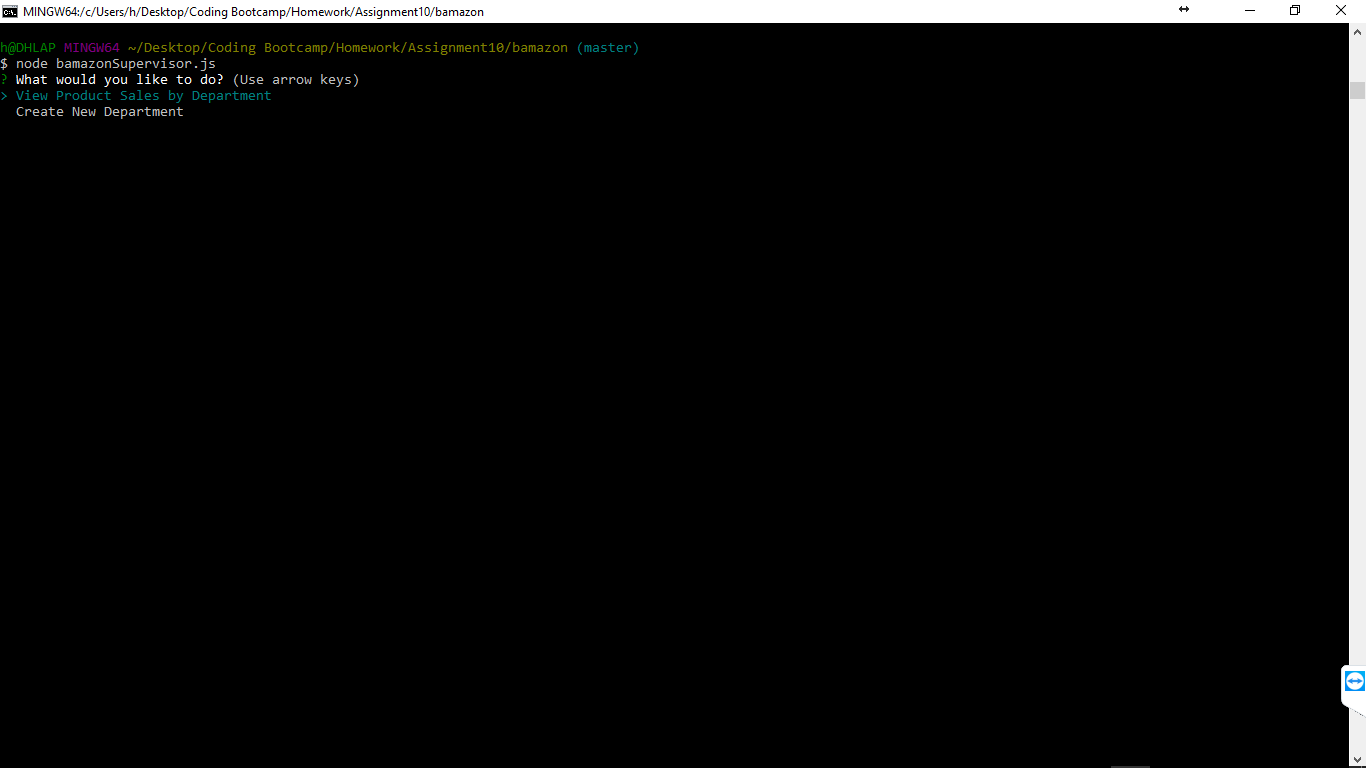 MINGW64:/c/Users/h/Desktop/Coding Bootcamp/Homework/Assignment10/bamazon
h@DHLAP MINGW64 ~/Desktop/Coding Bootcamp/Homework/Assignment10/bamazon (master)
$ node bamazonSupervisor.js
? What would you like to do? (Use arrow keys)
> View Product Sales by Department
Create New Department